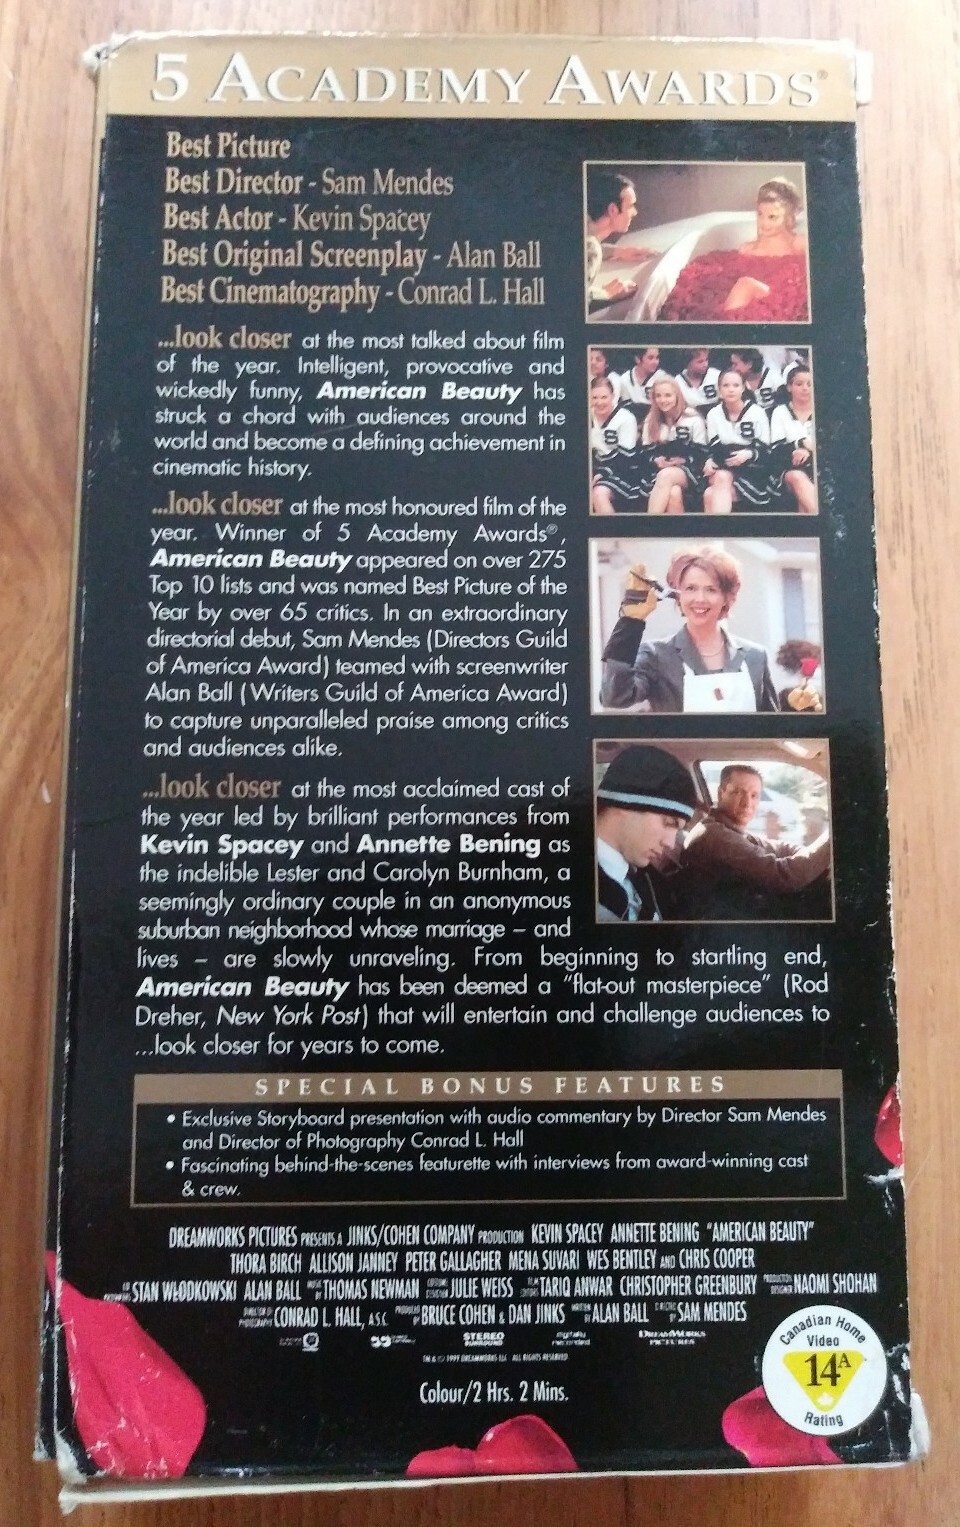 5 ACADEMY AWARDS®
Best Picture
Best Director - Sam Mendes
Best Actor - Kevin Spacey
Best Original Screenplay - Alan Ball
Best Cinematography - Conrad L. Hall
...look closer at the most talked about film
of the year. Intelligent, provocative and
wickedly funny, American Beauty has
struck a chord with audiences around the
world and become a defining achievement in
cinematic history.
...look closer at the most honoured film of the
year. Winner of 5 Academy Awards®,
American Beauty appeared on over 275
Top 10 lists and was named Best Picture of the
Year by over 65 critics. In an extraordinary
directorial debut, Sam Mendes (Directors Guild
of America Award) teamed with screenwriter
Alan Ball (Writers Guild of America Award)
to capture unparalleled praise among critics
and audiences alike.
...look closer at the most acclaimed cast of
the year led by brilliant performances from
Kevin Spacey and Annette Bening as
the indelible Lester and Carolyn Burnham, a
seemingly ordinary couple in an anonymous
suburban neighborhood whose marriage – and
lives – are slowly unraveling. From beginning to startling end,
American Beauty has been deemed a "flat-out masterpiece" (Rod
Dreher, New York Post) that will entertain and challenge audiences to
...look closer for years to come.
SPECIAL BONUS FEATURES
• Exclusive Storyboard presentation with audio commentary by Director Sam Mendes
and Director of Photography Conrad L. Hall
• Fascinating behind-the-scenes featurette with interviews from award-winning cast
& crew.
DREAMWORKS PICTURES PRESENTS A JINKS/COHEN COMPANY PRODUCTION KEVIN SPACEY ANNETTE BENING "AMERICAN BEAUTY"
THORA BIRCH ALLISON JANNEY PETER GALLAGHER MENA SUVARI WES BENTLEY AND CHRIS COOPER
STAN WLODKOWSKI ALAN BALL THOMAS NEWMAN JULIE WEISS TARIQ ANWAR CHRISTOPHER GREENBURY PRODUCTION DESIGNER NAOMI SHOHAN
CONRAD L. HALL, A.S.C. BRUCE COHEN & DAN JINKS ALAN BALL SAM MENDES
STEREO SURROUND digitally recorded DREAMWORKS PICTURES
TM & © 1999 DREAMWORKS LLC ALL RIGHTS RESERVED
Colour/2 Hrs. 2 Mins.
Canadian Home
Video
14A
Rating
S
S
S
S